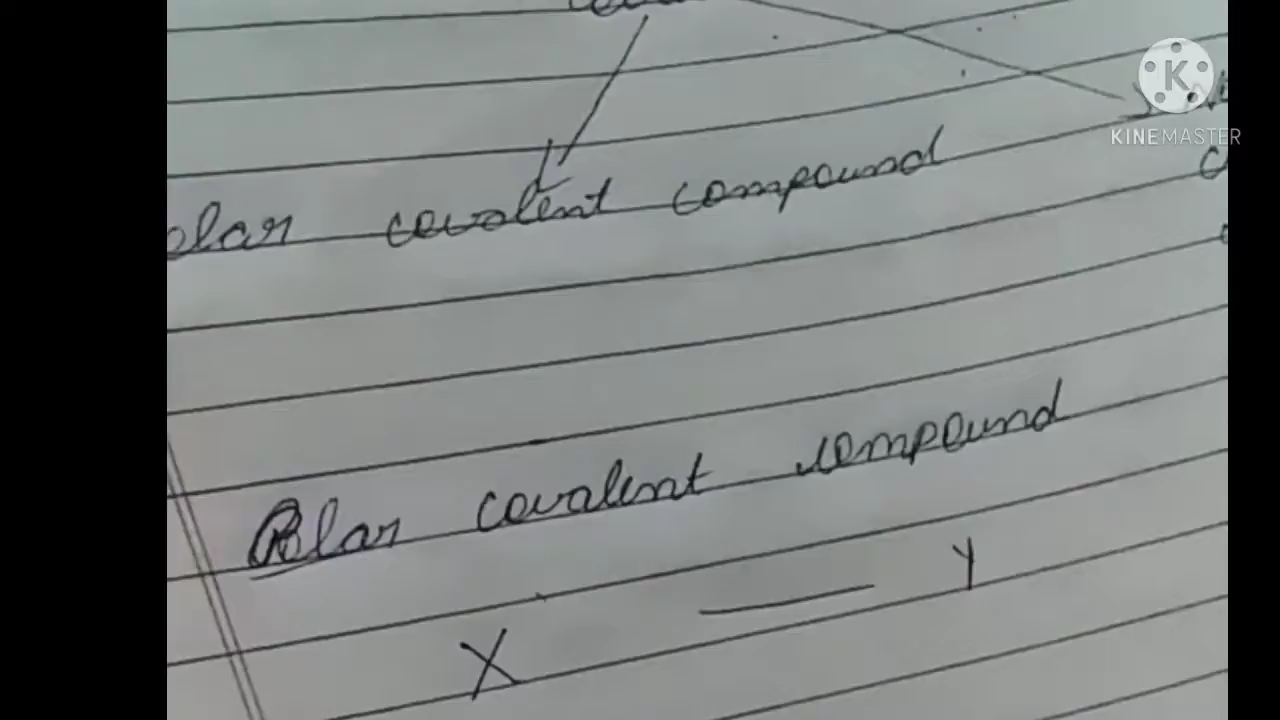 KINEMASTER
covalent compound
Polar covalent compound
X — Y